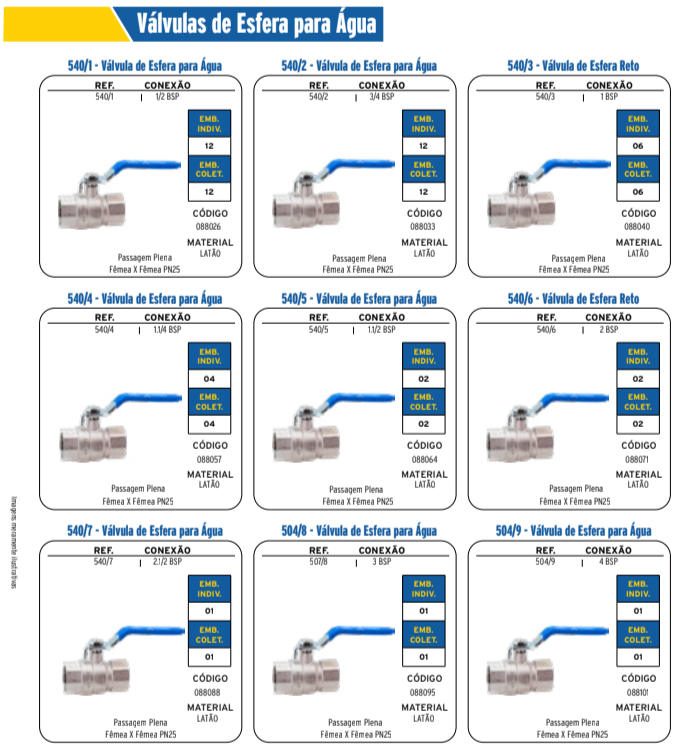 Válvulas de Esfera para Água
540/1 - Válvula de Esfera para Água
REF. CONEXÃO
540/1 | 1/2 BSP
EMB. INDIV.
12
EMB. COLET.
12
CÓDIGO
088026
MATERIAL
LATÃO
Passagem Plena
Fêmea X Fêmea PN25
540/2 - Válvula de Esfera para Água
REF. CONEXÃO
540/2 | 3/4 BSP
EMB. INDIV.
12
EMB. COLET.
12
CÓDIGO
088033
MATERIAL
LATÃO
Passagem Plena
Fêmea X Fêmea PN25
540/3 - Válvula de Esfera Reto
REF. CONEXÃO
540/3 | 1 BSP
EMB. INDIV.
06
EMB. COLET.
06
CÓDIGO
088040
MATERIAL
LATÃO
Passagem Plena
Fêmea X Fêmea PN25
540/4 - Válvula de Esfera para Água
REF. CONEXÃO
540/4 | 1.1/4 BSP
EMB. INDIV.
04
EMB. COLET.
04
CÓDIGO
088057
MATERIAL
LATÃO
Passagem Plena
Fêmea X Fêmea PN25
540/5 - Válvula de Esfera para Água
REF. CONEXÃO
540/5 | 1.1/2 BSP
EMB. INDIV.
02
EMB. COLET.
02
CÓDIGO
088064
MATERIAL
LATÃO
Passagem Plena
Fêmea X Fêmea PN25
540/6 - Válvula de Esfera Reto
REF. CONEXÃO
540/6 | 2 BSP
EMB. INDIV.
02
EMB. COLET.
02
CÓDIGO
088071
MATERIAL
LATÃO
Passagem Plena
Fêmea X Fêmea PN25
540/7 - Válvula de Esfera para Água
REF. CONEXÃO
540/7 | 2.1/2 BSP
EMB. INDIV.
01
EMB. COLET.
01
CÓDIGO
088088
MATERIAL
LATÃO
Passagem Plena
Fêmea X Fêmea PN25
504/8 - Válvula de Esfera para Água
REF. CONEXÃO
507/8 | 3 BSP
EMB. INDIV.
01
EMB. COLET.
01
CÓDIGO
088095
MATERIAL
LATÃO
Passagem Plena
Fêmea X Fêmea PN25
504/9 - Válvula de Esfera para Água
REF. CONEXÃO
504/9 | 4 BSP
EMB. INDIV.
01
EMB. COLET.
01
CÓDIGO
088101
MATERIAL
LATÃO
Passagem Plena
Fêmea X Fêmea PN25
Imagens meramente ilustrativas